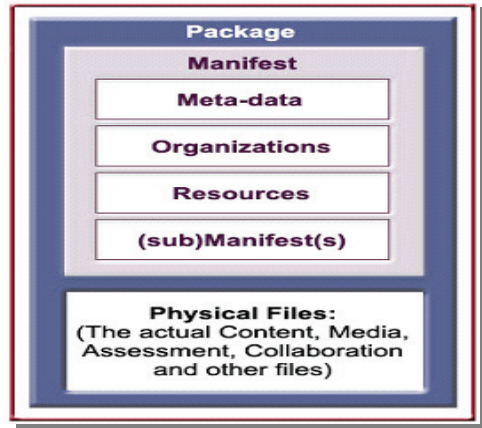 Package
Manifest
Meta-data
Organizations
Resources
(sub)Manifest(s)
Physical Files:
(The actual Content, Media,
Assessment, Collaboration
and other files)